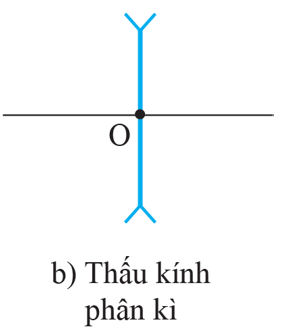 O
b) Thấu kính
phân kì